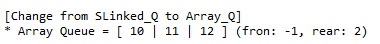 [Change from SLinked_Q to Array_Q]
* Array Queue = [ 10 | 11 | 12 ] (fron: -1, rear: 2)